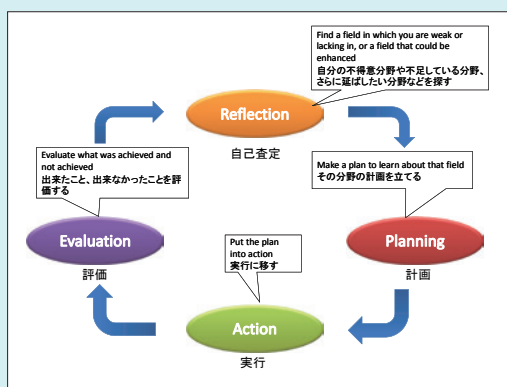 Find a field in which you are weak or
lacking in, or a field that could be
enhanced
自分の不得意分野や不足している分野、
さらに延ばしたい分野などを探す
Reflection
自己査定
Make a plan to learn about that field
その分野の計画を立てる
Planning
計画
Put the plan
into action
実行に移す
Action
実行
Evaluate what was achieved and
not achieved
出来たこと、出来なかったことを評
価する
Evaluation
評価